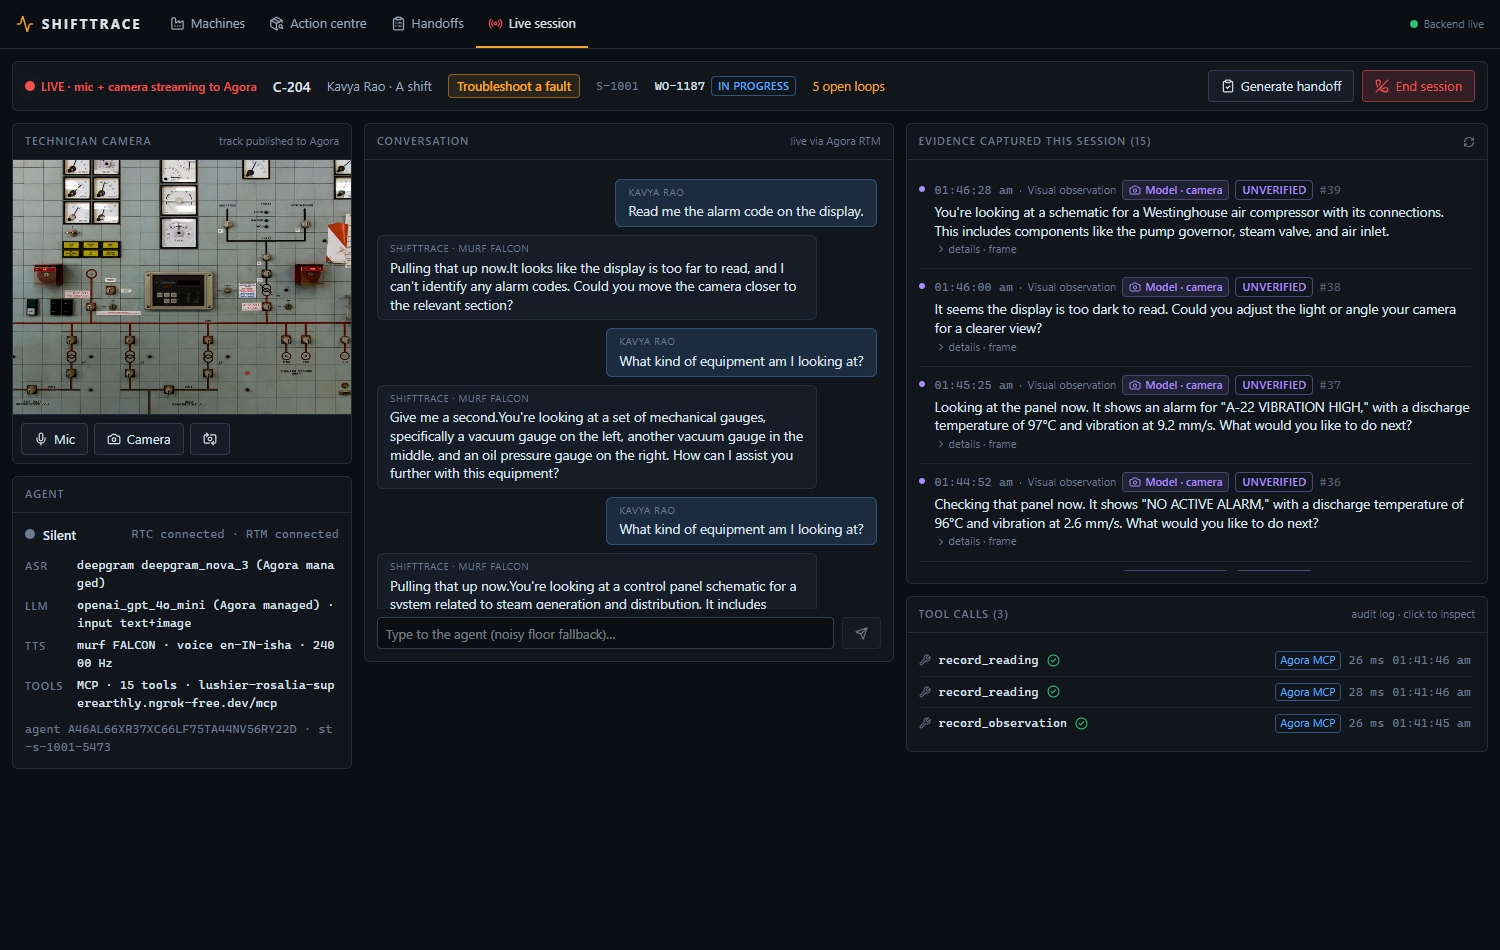 SHIFTTRACE
Machines
Action centre
Handoffs
Live session
Backend live
LIVE · mic + camera streaming to Agora
C-204
Kavya Rao · A shift
Troubleshoot a fault
S-1001
WO-1187
IN PROGRESS
5 open loops
Generate handoff
End session
TECHNICIAN CAMERA
track published to Agora
Mic
Camera
AGENT
Silent
RTC connected · RTM connected
ASR
deepgram deepgram_nova_3 (Agora mana
ged)
LLM
openai_gpt_4o_mini (Agora managed) ·
input text+image
TTS
murf FALCON · voice en-IN-isha · 240
00 Hz
TOOLS
MCP · 15 tools · lushier-rosalia-sup
erearthly.ngrok-free.dev/mcp
agent A46AL66XR37XC66LF75TA44NV56RY22D · st
-s-1001-5473
CONVERSATION
live via Agora RTM
KAVYA RAO
Read me the alarm code on the display.
SHIFTTRACE · MURF FALCON
Pulling that up now.It looks like the display is too far to read, and I
can't identify any alarm codes. Could you move the camera closer to
the relevant section?
KAVYA RAO
What kind of equipment am I looking at?
SHIFTTRACE · MURF FALCON
Give me a second.You're looking at a set of mechanical gauges,
specifically a vacuum gauge on the left, another vacuum gauge in the
middle, and an oil pressure gauge on the right. How can I assist you
further with this equipment?
KAVYA RAO
What kind of equipment am I looking at?
SHIFTTRACE · MURF FALCON
Pulling that up now.You're looking at a control panel schematic for a
system related to steam generation and distribution. It includes
Type to the agent (noisy floor fallback)...
EVIDENCE CAPTURED THIS SESSION (15)
01:46:28 am · Visual observation
Model · camera
UNVERIFIED
#39
You're looking at a schematic for a Westinghouse air compressor with its connections.
This includes components like the pump governor, steam valve, and air inlet.
details · frame
01:46:00 am · Visual observation
Model · camera
UNVERIFIED
#38
It seems the display is too dark to read. Could you adjust the light or angle your camera
for a clearer view?
details · frame
01:45:25 am · Visual observation
Model · camera
UNVERIFIED
#37
Looking at the panel now. It shows an alarm for "A-22 VIBRATION HIGH," with a discharge
temperature of 97°C and vibration at 9.2 mm/s. What would you like to do next?
details · frame
01:44:52 am · Visual observation
Model · camera
UNVERIFIED
#36
Checking that panel now. It shows "NO ACTIVE ALARM," with a discharge temperature of
96°C and vibration at 2.6 mm/s. What would you like to do next?
details · frame
TOOL CALLS (3)
audit log · click to inspect
record_reading
Agora MCP
26 ms 01:41:46 am
record_reading
Agora MCP
28 ms 01:41:46 am
record_observation
Agora MCP
26 ms 01:41:45 am